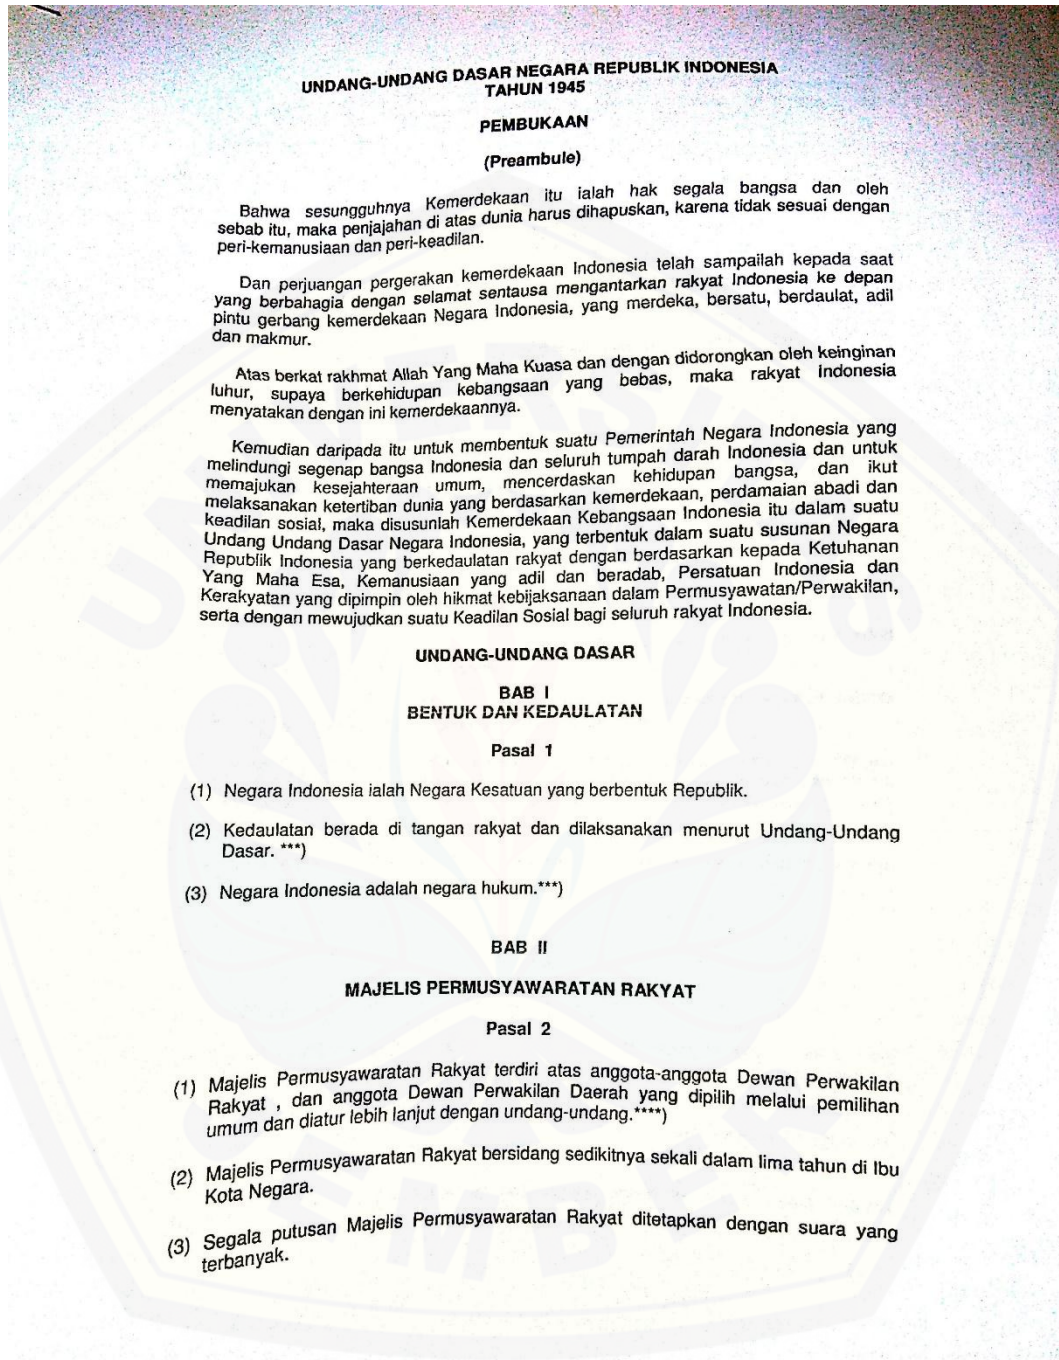 UNDANG-UNDANG DASAR NEGARA REPUBLIK INDONESIA
TAHUN 1945
PEMBUKAAN
(Preambule)
Bahwa sesungguhnya Kemerdekaan itu ialah hak segala bangsa dan oleh
sebab itu, maka penjajahan di atas dunia harus dihapuskan, karena tidak sesuai dengan
peri-kemanusiaan dan peri-keadilan.
Dan perjuangan pergerakan kemerdekaan Indonesia telah sampailah kepada saat
yang berbahagia dengan selamat sentausa mengantarkan rakyat Indonesia ke depan
pintu gerbang kemerdekaan Negara Indonesia, yang merdeka, bersatu, berdaulat, adil
dan makmur.
Atas berkat rakhmat Allah Yang Maha Kuasa dan dengan didorongkan oleh keinginan
luhur, supaya berkehidupan kebangsaan yang bebas, maka rakyat Indonesia
menyatakan dengan ini kemerdekaannya.
Kemudian daripada itu untuk membentuk suatu Pemerintah Negara Indonesia yang
melindungi segenap bangsa Indonesia dan seluruh tumpah darah Indonesia dan untuk
memajukan kesejahteraan umum, mencerdaskan kehidupan bangsa, dan ikut
melaksanakan ketertiban dunia yang berdasarkan kemerdekaan, perdamaian abadi dan
keadilan sosial, maka disusunlah Kemerdekaan Kebangsaan Indonesia itu dalam suatu
Undang Undang Dasar Negara Indonesia, yang terbentuk dalam suatu susunan Negara
Republik Indonesia yang berkedaulatan rakyat dengan berdasarkan kepada Ketuhanan
Yang Maha Esa, Kemanusiaan yang adil dan beradab, Persatuan Indonesia dan
Kerakyatan yang dipimpin oleh hikmat kebijaksanaan dalam Permusyawatan/Perwakilan,
serta dengan mewujudkan suatu Keadilan Sosial bagi seluruh rakyat Indonesia.
UNDANG-UNDANG DASAR
BAB I
BENTUK DAN KEDAULATAN
Pasal 1
(1) Negara Indonesia ialah Negara Kesatuan yang berbentuk Republik.
(2) Kedaulatan berada di tangan rakyat dan dilaksanakan menurut Undang-Undang
Dasar. ***)
(3) Negara Indonesia adalah negara hukum.***)
BAB II
MAJELIS PERMUSYAWARATAN RAKYAT
Pasal 2
(1) Majelis Permusyawaratan Rakyat terdiri atas anggota-anggota Dewan Perwakilan
Rakyat , dan anggota Dewan Perwakilan Daerah yang dipilih melalui pemilihan
umum dan diatur lebih lanjut dengan undang-undang.****)
(2) Majelis Permusyawaratan Rakyat bersidang sedikitnya sekali dalam lima tahun di Ibu
Kota Negara.
(3) Segala putusan Majelis Permusyawaratan Rakyat ditetapkan dengan suara yang
terbanyak.
UNIVERSITAS
JEMBER